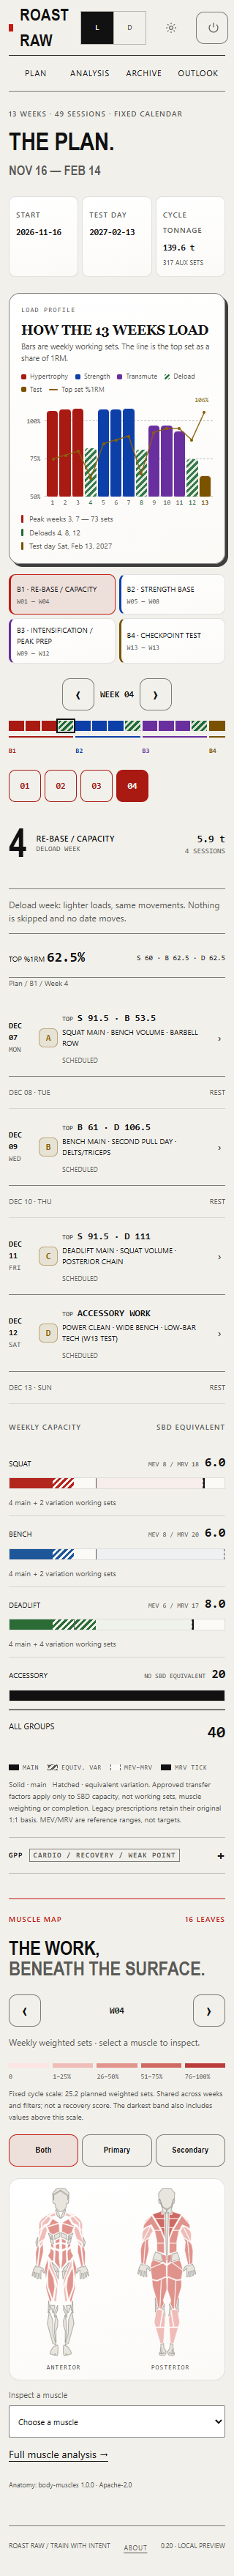 ROAST
RAW
L
D
PLAN ANALYSIS ARCHIVE OUTLOOK
13 WEEKS · 49 SESSIONS · FIXED CALENDAR
THE PLAN.
NOV 16 — FEB 14
START
2026-11-16
TEST DAY
2027-02-13
CYCLE
TONNAGE
139.6 t
317 AUX SETS
LOAD PROFILE
HOW THE 13 WEEKS LOAD
Bars are weekly working sets. The line is the top set as a
share of 1RM.
Hypertrophy Strength Transmute Deload
Test Top set %1RM
106%
100%
75%
50%
1 2 3 4 5 6 7 8 9 10 11 12 13
Peak weeks 3, 7 — 73 sets
Deloads 4, 8, 12
Test day Sat, Feb 13, 2027
B1 · RE-BASE / CAPACITY
W01 — W04
B2 · STRENGTH BASE
W05 — W08
B3 · INTENSIFICATION /
PEAK PREP
W09 — W12
B4 · CHECKPOINT TEST
W13 — W13
‹ WEEK 04 ›
B1 B2 B3 B4
01 02 03 04
4
RE-BASE / CAPACITY
DELOAD WEEK
5.9 t
4 SESSIONS
Deload week: lighter loads, same movements. Nothing
is skipped and no date moves.
TOP %1RM 62.5%
S 60 · B 62.5 · D 62.5
Plan / B1 / Week 4
DEC
07
MON
A
TOP S 91.5 · B 53.5
SQUAT MAIN · BENCH VOLUME · BARBELL
ROW
SCHEDULED
›
DEC 08 · TUE REST
DEC
09
WED
B
TOP B 61 · D 106.5
BENCH MAIN · SECOND PULL DAY ·
DELTS/TRICEPS
SCHEDULED
›
DEC 10 · THU REST
DEC
11
FRI
C
TOP S 91.5 · D 111
DEADLIFT MAIN · SQUAT VOLUME ·
POSTERIOR CHAIN
SCHEDULED
›
DEC
12
SAT
D
TOP ACCESSORY WORK
POWER CLEAN · WIDE BENCH · LOW-BAR
TECH (W13 TEST)
SCHEDULED
›
DEC 13 · SUN REST
WEEKLY CAPACITY SBD EQUIVALENT
SQUAT MEV 8 / MRV 18 6.0
4 main + 2 variation working sets
BENCH MEV 8 / MRV 20 6.0
4 main + 2 variation working sets
DEADLIFT MEV 6 / MRV 17 8.0
4 main + 4 variation working sets
ACCESSORY NO SBD EQUIVALENT 20
ALL GROUPS 40
MAIN EQUIV. VAR MEV–MRV MRV TICK
Solid · main Hatched · equivalent variation. Approved transfer
factors apply only to SBD capacity, not working sets, muscle
weighting or completion. Legacy prescriptions retain their original
1:1 basis. MEV/MRV are reference ranges, not targets.
GPP CARDIO / RECOVERY / WEAK POINT +
MUSCLE MAP 16 LEAVES
THE WORK,
BENEATH THE SURFACE.
‹ W04 ›
Weekly weighted sets · select a muscle to inspect.
0 1–25% 26–50% 51–75% 76–100%
Fixed cycle scale: 25.2 planned weighted sets. Shared across weeks
and filters; not a recovery score. The darkest band also includes
values above this scale.
Both Primary Secondary
ANTERIOR POSTERIOR
Inspect a muscle
Choose a muscle
Full muscle analysis →
Anatomy: body-muscles 1.0.0 · Apache-2.0
ROAST RAW / TRAIN WITH INTENT ABOUT 0.20 · LOCAL PREVIEW